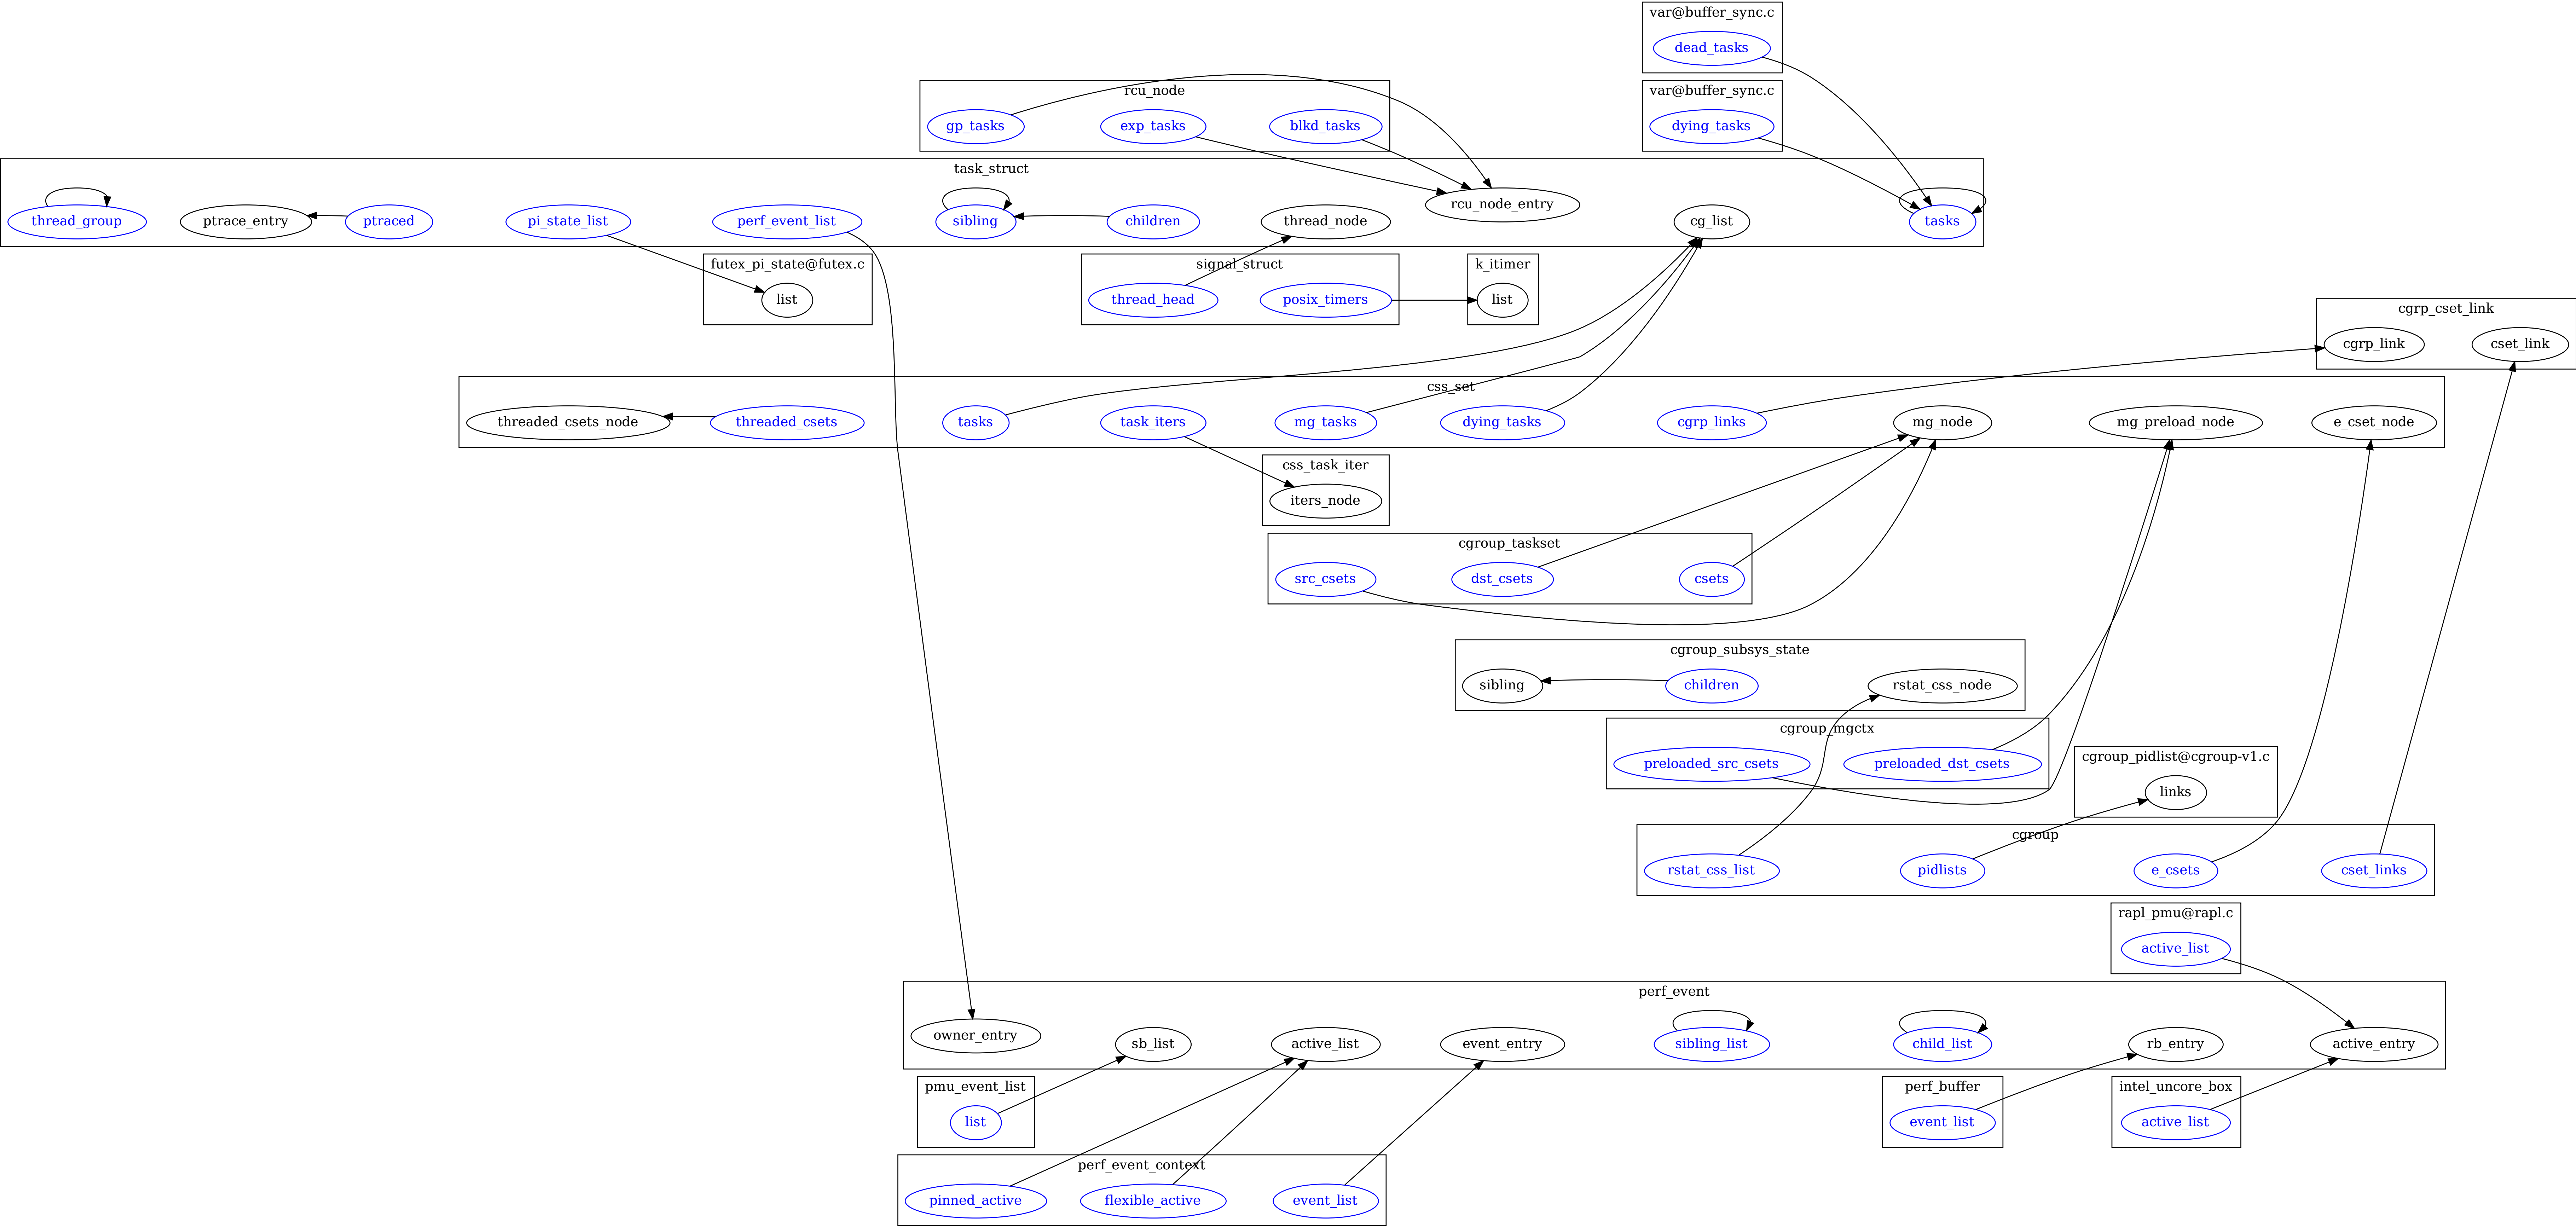 var@buffer_sync.c
dead_tasks
rcu_node
var@buffer_sync.c
gp_tasks
exp_tasks
blkd_tasks
dying_tasks
task_struct
thread_group
ptrace_entry
ptraced
pi_state_list
perf_event_list
sibling
children
thread_node
rcu_node_entry
cg_list
tasks
futex_pi_state@futex.c
list
signal_struct
thread_head
posix_timers
k_itimer
list
cgrp_cset_link
cgrp_link
cset_link
css_set
threaded_csets_node
threaded_csets
tasks
task_iters
mg_tasks
dying_tasks
cgrp_links
mg_node
mg_preload_node
e_cset_node
css_task_iter
iters_node
cgroup_taskset
src_csets
dst_csets
csets
cgroup_subsys_state
sibling
children
rstat_css_node
cgroup_mgctx
preloaded_src_csets
preloaded_dst_csets
cgroup_pidlist@cgroup-v1.c
links
cgroup
rstat_css_list
pidlists
e_csets
cset_links
rapl_pmu@rapl.c
active_list
perf_event
owner_entry
sb_list
active_list
event_entry
sibling_list
child_list
rb_entry
active_entry
pmu_event_list
list
perf_buffer
event_list
intel_uncore_box
active_list
perf_event_context
pinned_active
flexible_active
event_list